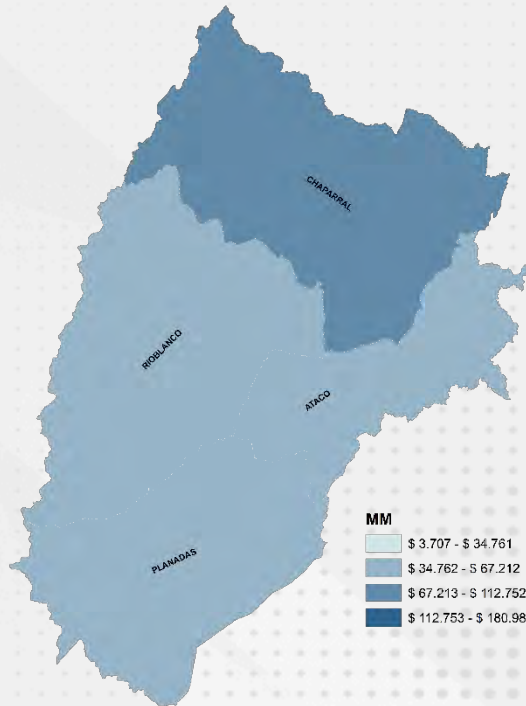 CHAPARRAL
RIOBLANCO
ATACO
PLANADAS
MM
$ 3.707 - $ 34.761
$ 34.762 - $ 67.212
$ 67.213 - $ 112.752
$ 112.753 - $ 180.98